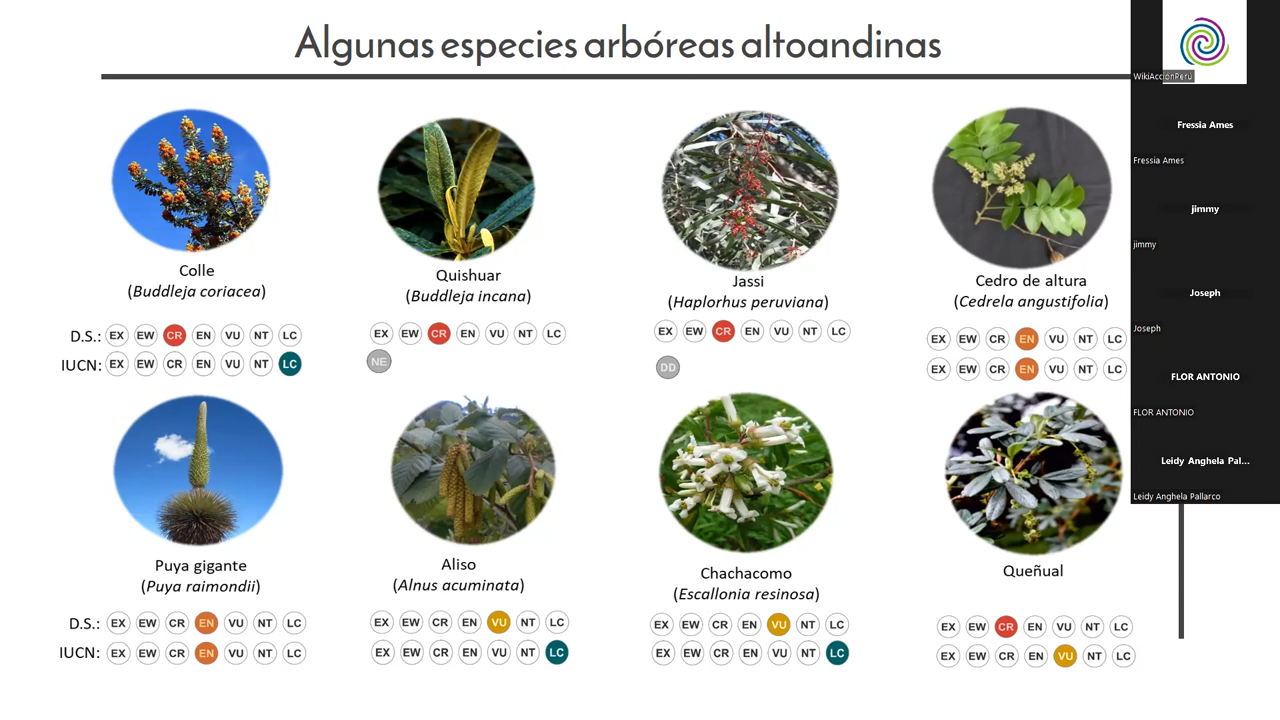 Algunas especies arbóreas altoandinas
Colle
(Buddleja coriacea)
D.S.: EX EW CR EN VU NT LC
IUCN: EX EW CR EN VU NT LC
Quishuar
(Buddleja incana)
EX EW CR EN VU NT LC
NE
Jassi
(Haplorhus peruviana)
EX EW CR EN VU NT LC
DD
Cedro de altura
(Cedrela angustifolia)
EX EW CR EN VU NT LC
EX EW CR EN VU NT LC
Puya gigante
(Puya raimondii)
D.S.: EX EW CR EN VU NT LC
IUCN: EX EW CR EN VU NT LC
Aliso
(Alnus acuminata)
EX EW CR EN VU NT LC
EX EW CR EN VU NT LC
Chachacomo
(Escallonia resinosa)
EX EW CR EN VU NT LC
EX EW CR EN VU NT LC
Queñual
EX EW CR EN VU NT LC
EX EW CR EN VU NT LC
WikiAcciónPerú
Fressia Ames
Fressia Ames
jimmy
jimmy
Joseph
Joseph
FLOR ANTONIO
FLOR ANTONIO
Leidy Anghela Pal...
Leidy Anghela Pallarco